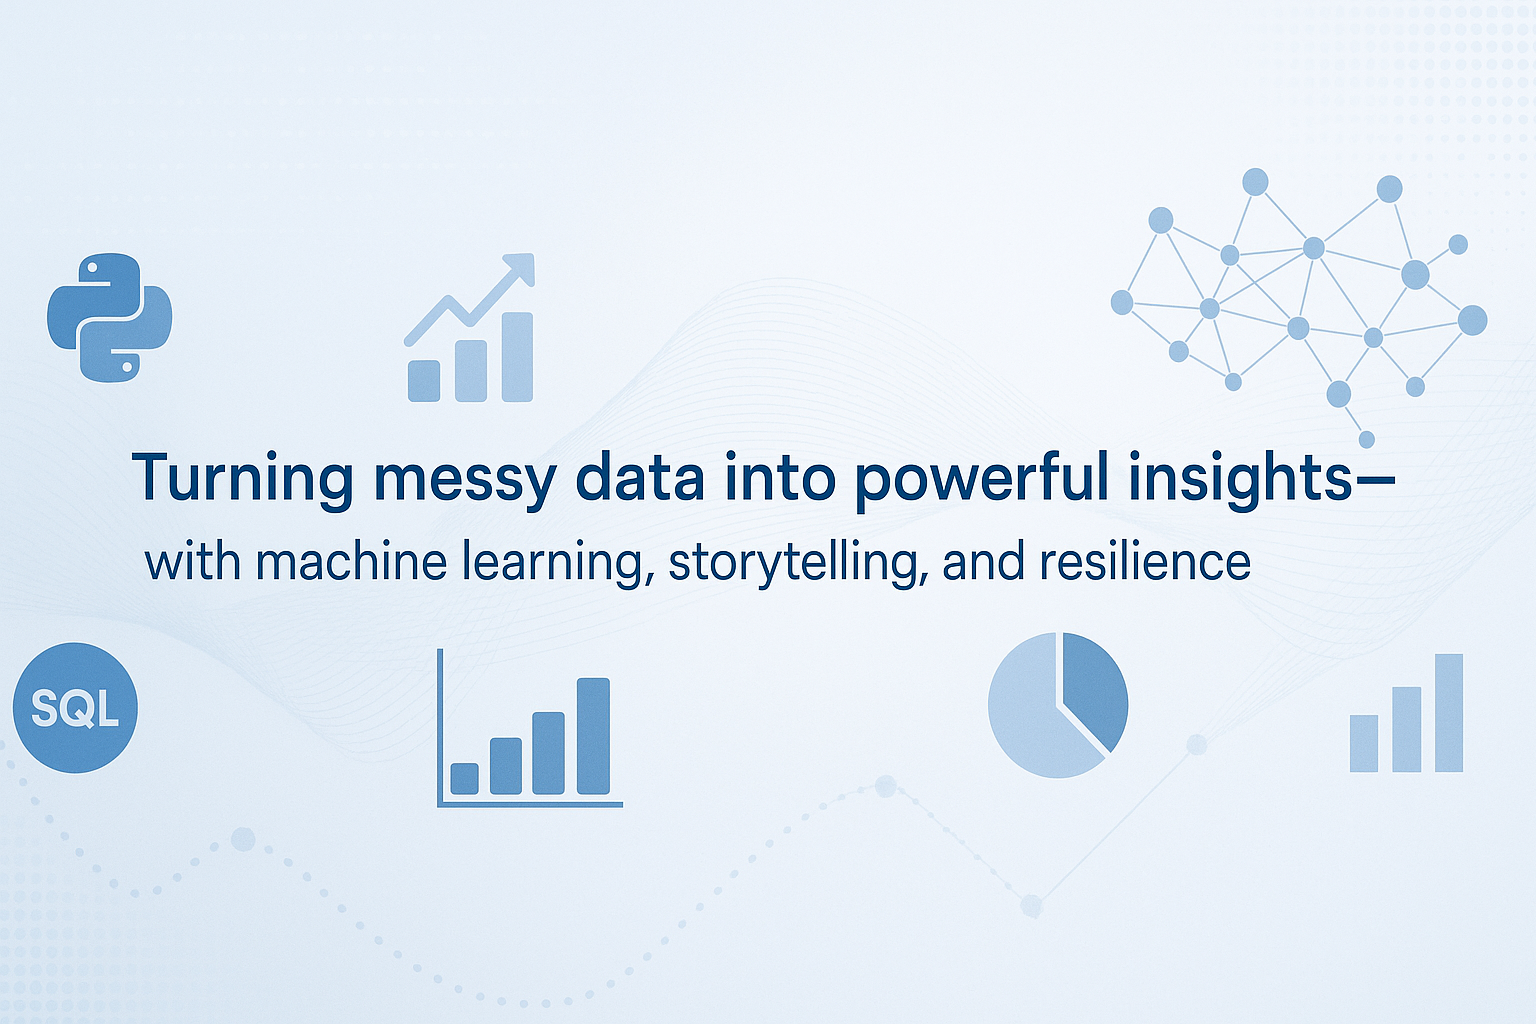 Turning messy data into powerful insights—
with machine learning, storytelling, and resilience
SQL